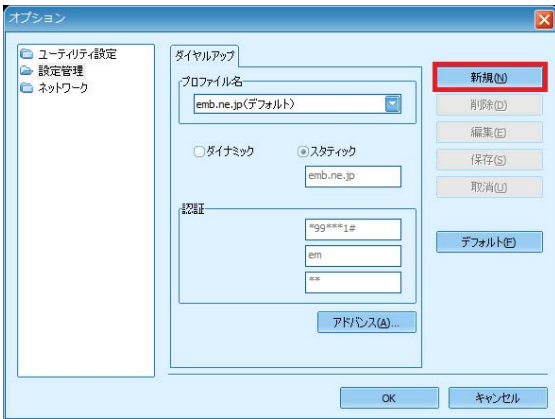 オプション
ユーティリティ設定
設定管理
ネットワーク
ダイヤルアップ
プロファイル名
emb.ne.jp(デフォルト)
ダイナミック
スタティック
emb.ne.jp
認証
*99***1#
em
**
アドバンス(A)...
新規(N)
削除(D)
編集(E)
保存(S)
取消(U)
デフォルト(F)
OK
キャンセル